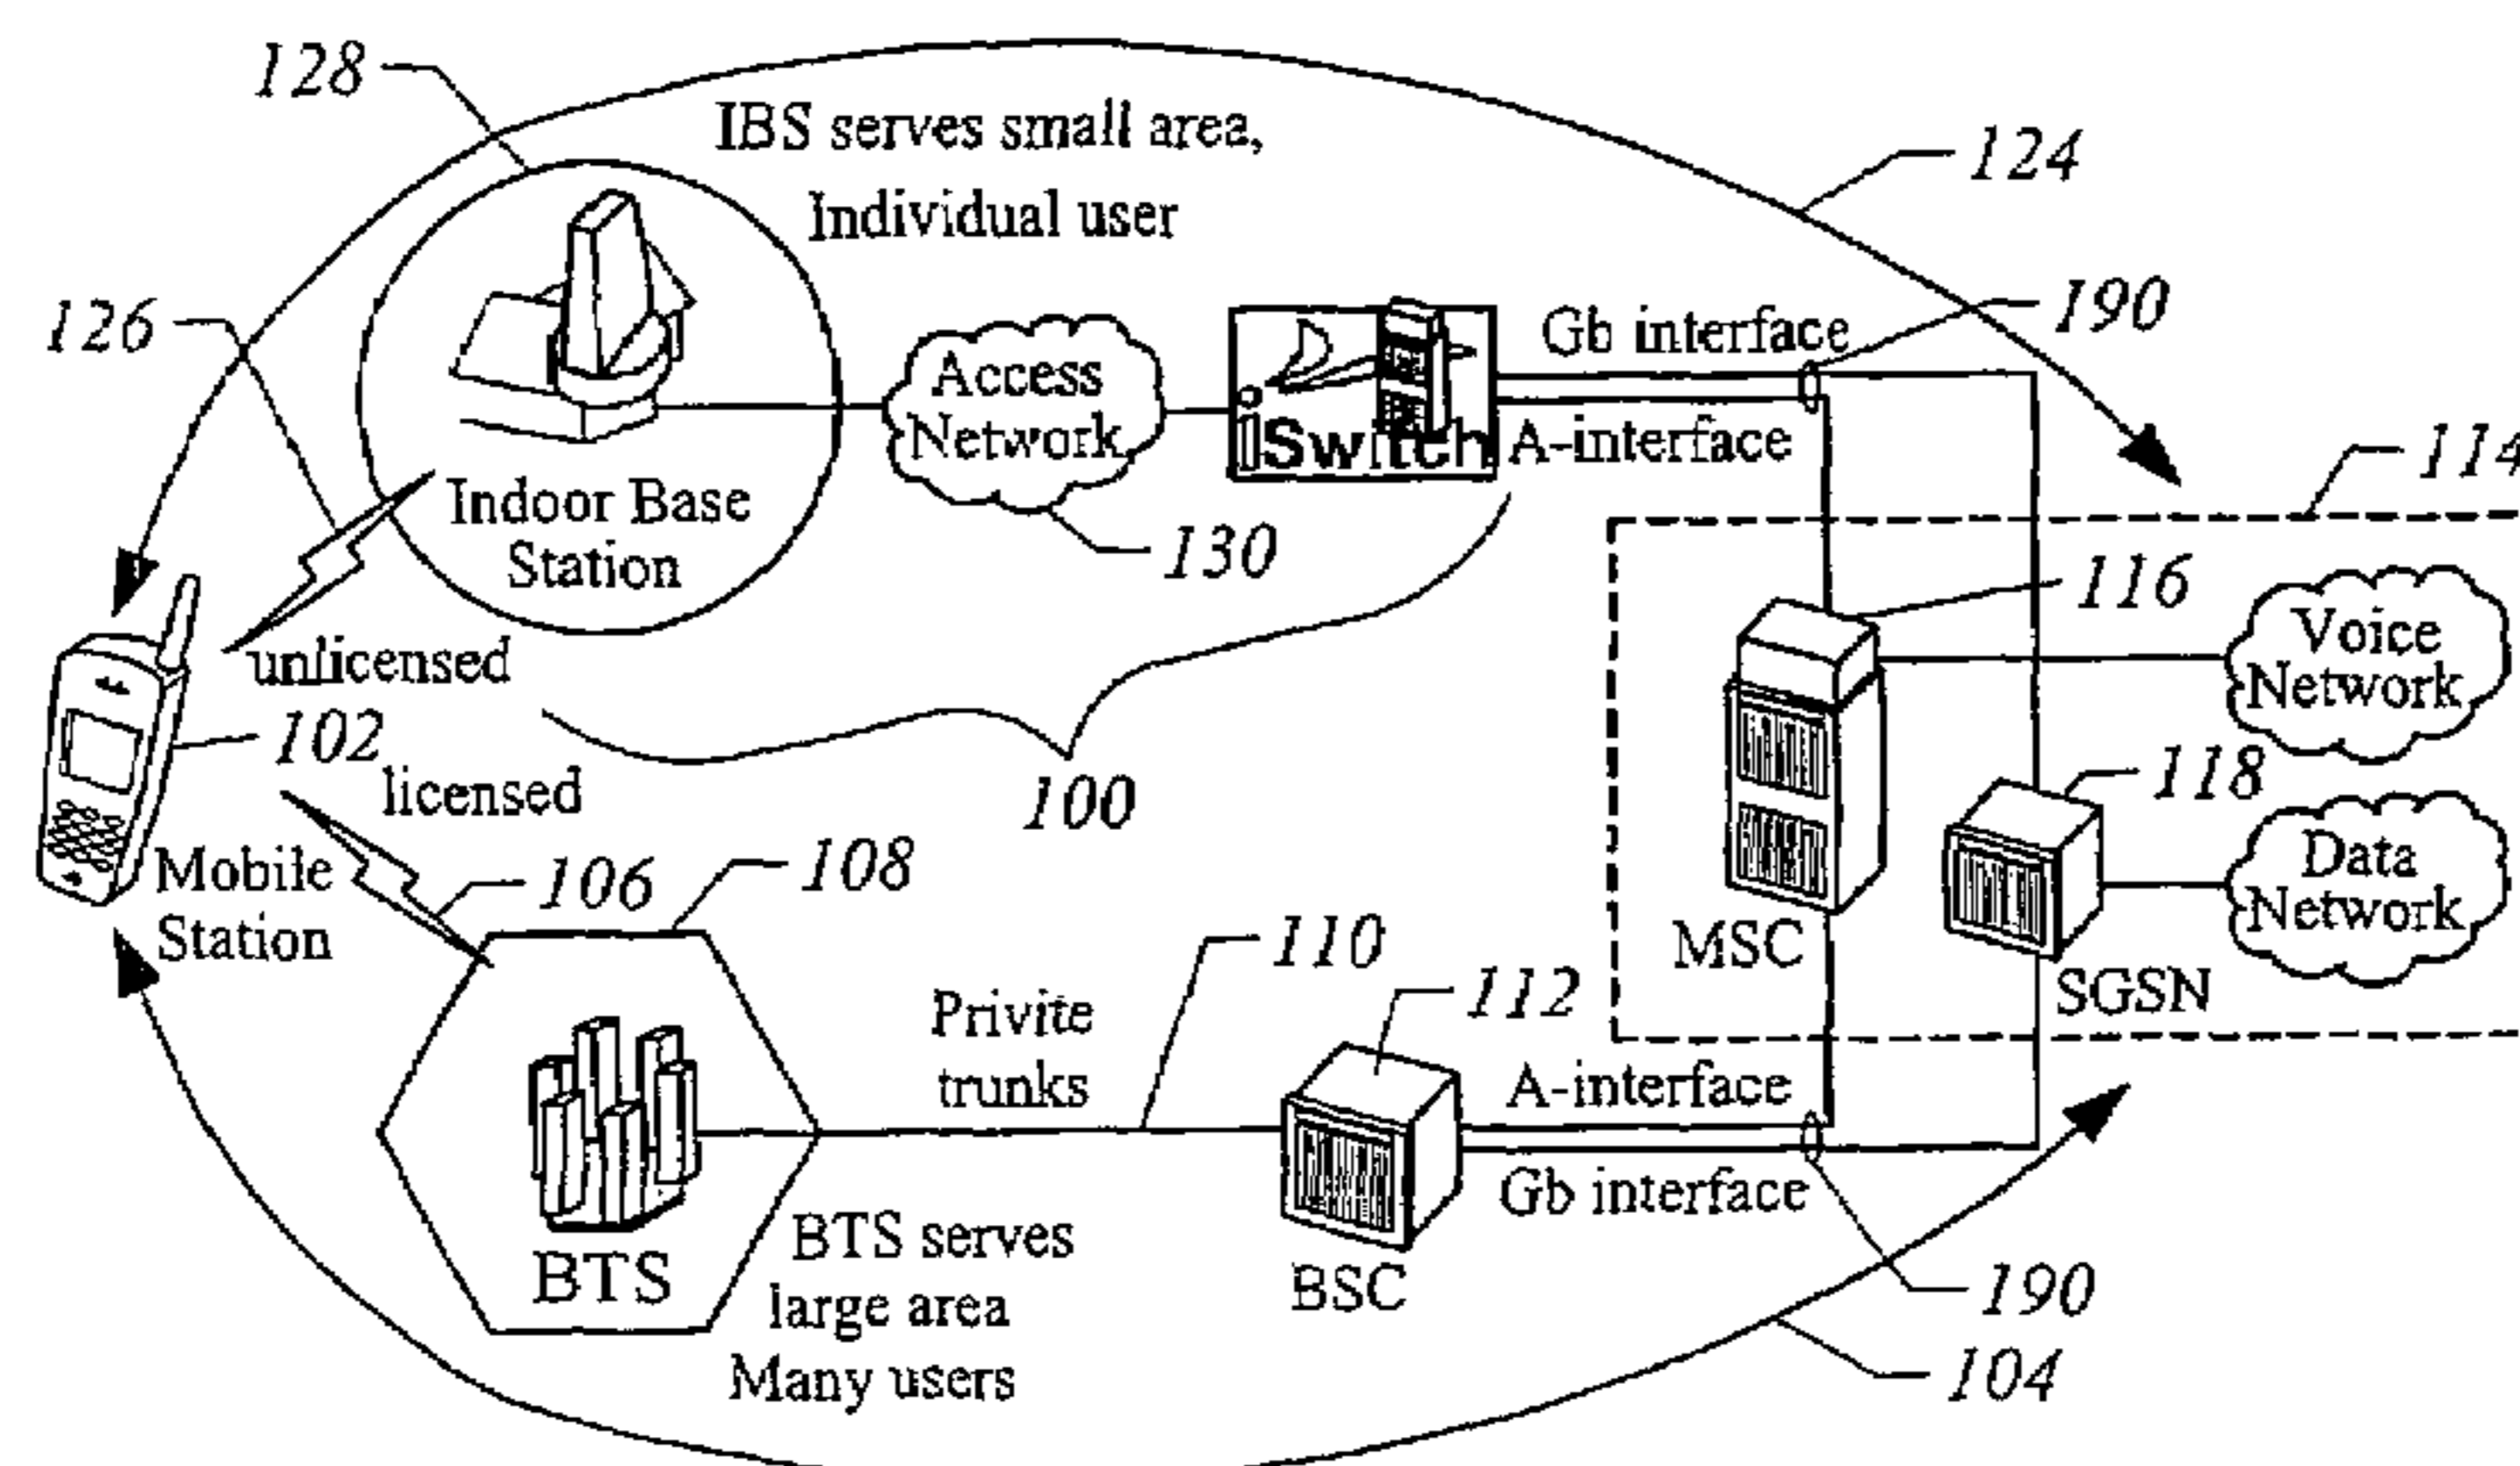 128
IBS serves small area,
Individual user
124
190
126
Gb interface
Access
Network
iSwitch
A-interface
114
Indoor Base
Station
130
116
Voice
Network
unlicensed
102
licensed
100
118
Data
Network
Mobile
Station
106
108
MSC
SGSN
110
112
Privite
trunks
A-interface
Gb interface
BTS
BTS serves
large area
Many users
BSC
190
104